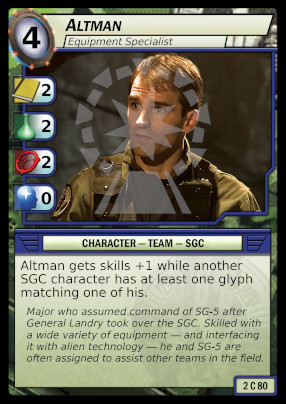 4
ALTMAN
Equipment Specialist
2
2
2
0
CHARACTER – TEAM – SGC
Altman gets skills +1 while another
SGC character has at least one glyph
matching one of his.
Major who assumed command of SG-5 after
General Landry took over the SGC. Skilled with
a wide variety of equipment — and interfacing
it with alien technology — he and SG-5 are
often assigned to assist other teams in the field.
2 C 80